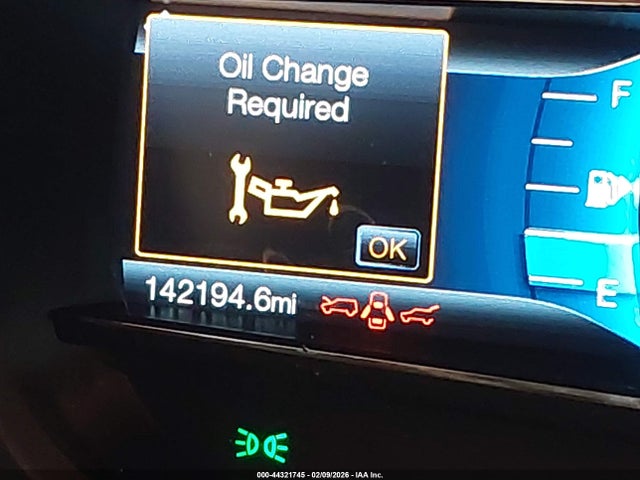 Oil Change
Required
OK
142194.6mi
F
E
000-44321745 - 02/09/2026 - IAA Inc.